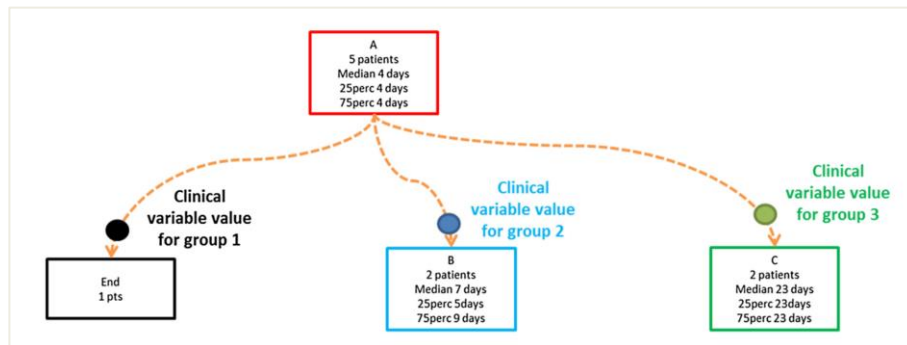 A
5 patients
Median 4 days
25perc 4 days
75perc 4 days
Clinical
variable value
for group 1
Clinical
variable value
for group 2
Clinical
variable value
for group 3
End
1 pts
B
2 patients
Median 7 days
25perc 5days
75perc 9 days
C
2 patients
Median 23 days
25perc 23days
75perc 23 days